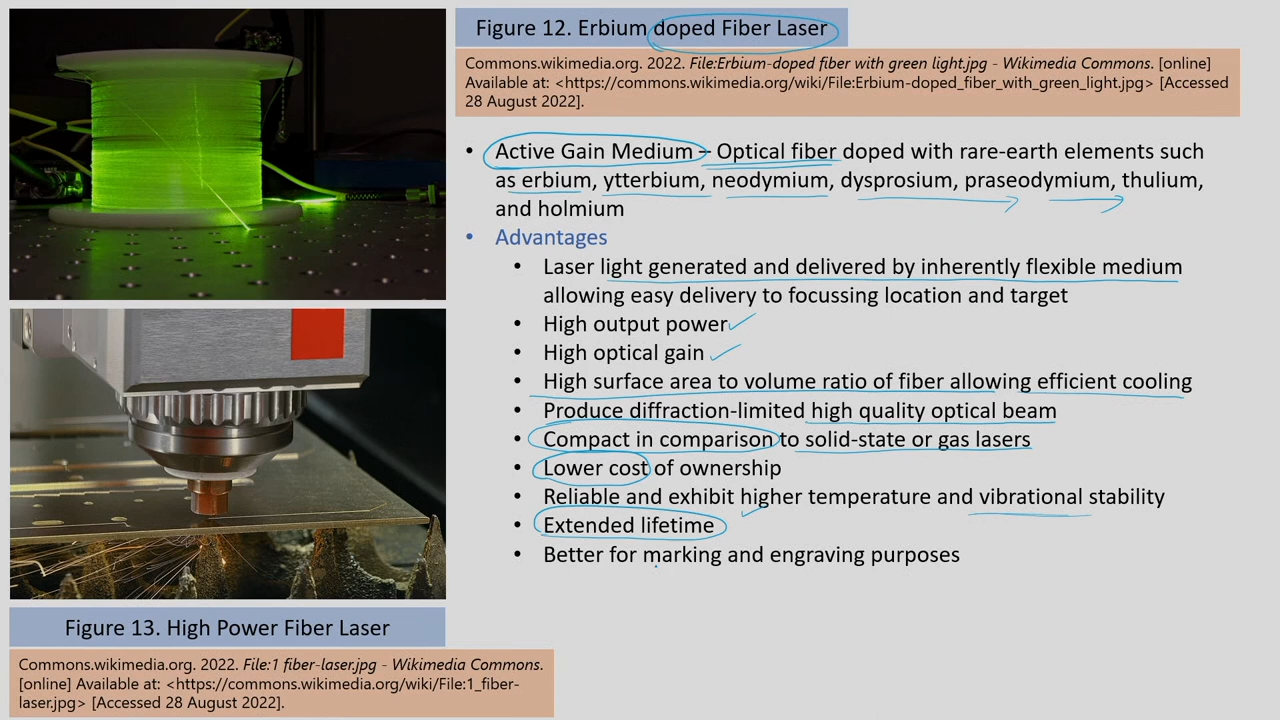 Figure 12. Erbium doped Fiber Laser
Commons.wikimedia.org. 2022. File:Erbium-doped fiber with green light.jpg - Wikimedia Commons. [online]
Available at: <https://commons.wikimedia.org/wiki/File:Erbium-doped_fiber_with_green_light.jpg> [Accessed
28 August 2022].
• Active Gain Medium – Optical fiber doped with rare-earth elements such
as erbium, ytterbium, neodymium, dysprosium, praseodymium, thulium,
and holmium
• Advantages
• Laser light generated and delivered by inherently flexible medium
allowing easy delivery to focussing location and target
• High output power
• High optical gain
• High surface area to volume ratio of fiber allowing efficient cooling
• Produce diffraction-limited high quality optical beam
• Compact in comparison to solid-state or gas lasers
• Lower cost of ownership
• Reliable and exhibit higher temperature and vibrational stability
• Extended lifetime
• Better for marking and engraving purposes
Figure 13. High Power Fiber Laser
Commons.wikimedia.org. 2022. File:1 fiber-laser.jpg - Wikimedia Commons.
[online] Available at: <https://commons.wikimedia.org/wiki/File:1_fiber-
laser.jpg> [Accessed 28 August 2022].